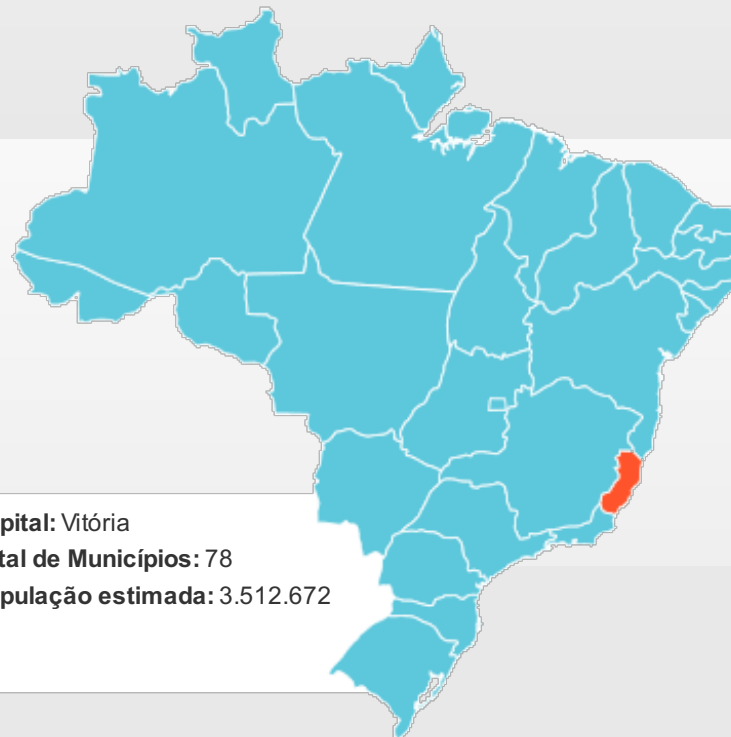 pital: Vitória
tal de Municípios: 78
pulação estimada: 3.512.672